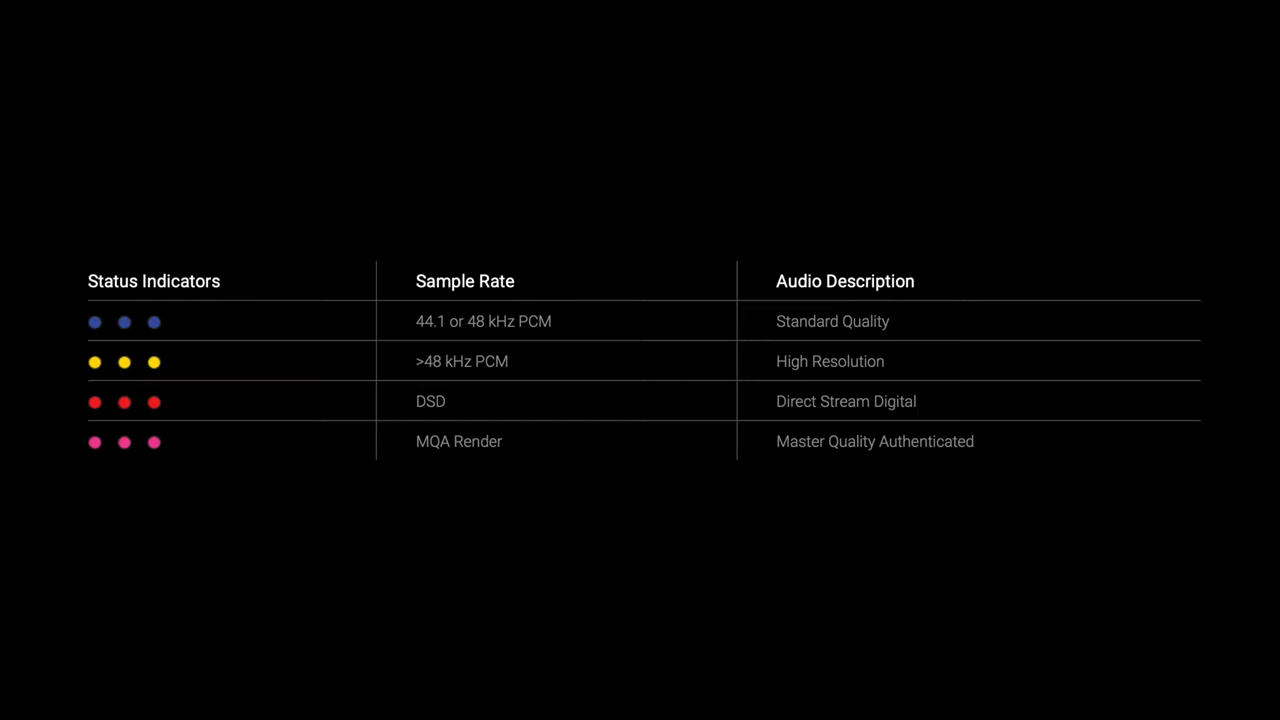 Status Indicators Sample Rate Audio Description
44.1 or 48 kHz PCM Standard Quality
>48 kHz PCM High Resolution
DSD Direct Stream Digital
MQA Render Master Quality Authenticated